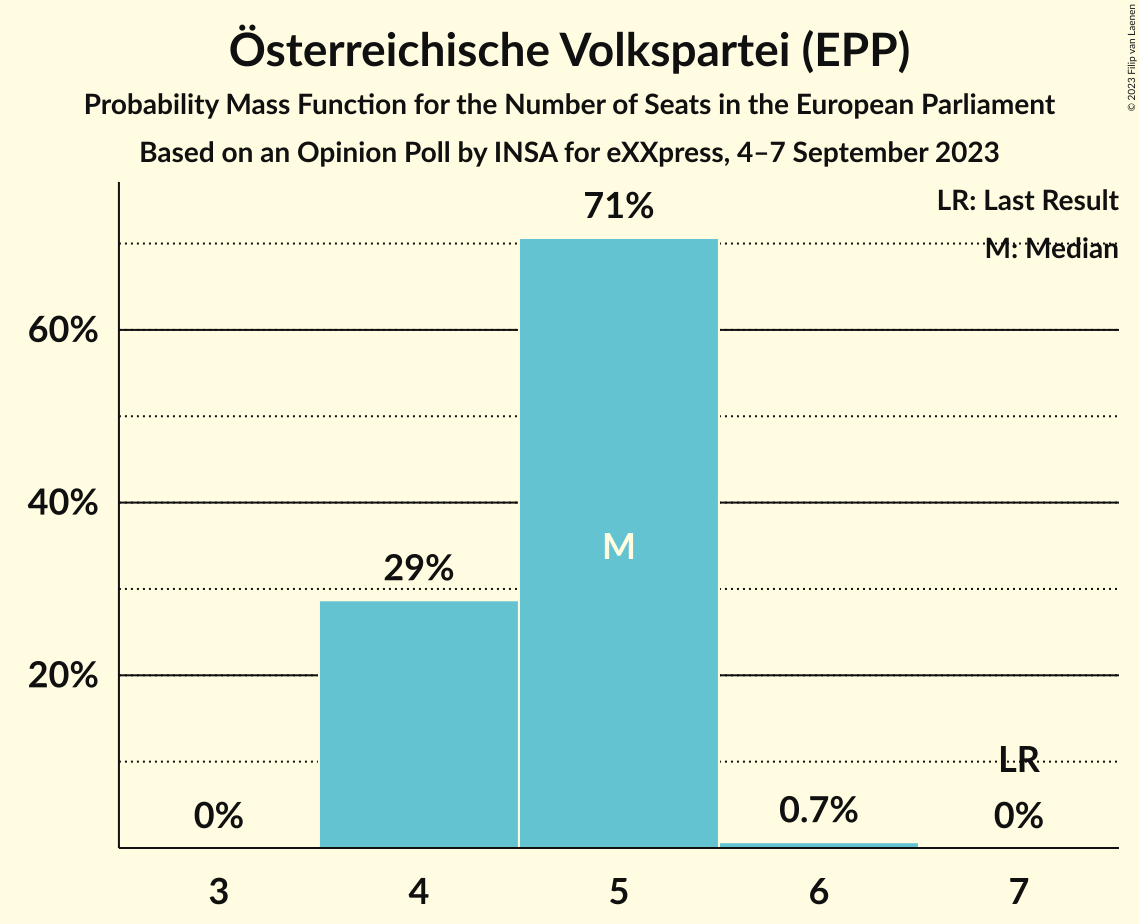 Österreichische Volkspartei (EPP)
Probability Mass Function for the Number of Seats in the European Parliament
Based on an Opinion Poll by INSA for eXXpress, 4–7 September 2023
© 2023 Filip van Laenen
LR: Last Result
M: Median
71%
60%
40%
M
29%
20%
LR
0%
0.7%
0%
3 4 5 6 7